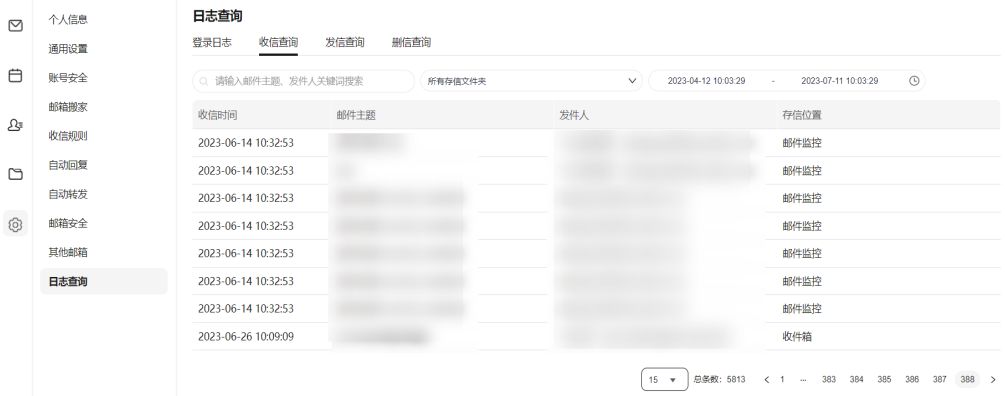 个人信息
通用设置
账号安全
邮箱搬家
收信规则
自动回复
自动转发
邮箱安全
其他邮箱
日志查询
日志查询
登录日志 收信查询 发信查询 删信查询
请输入邮件主题、发件人关键词搜索 所有存信文件夹 2023-04-12 10:03:29 - 2023-07-11 10:03:29
收信时间 邮件主题 发件人 存信位置
2023-06-14 10:32:53 邮件监控
2023-06-14 10:32:53 邮件监控
2023-06-14 10:32:53 邮件监控
2023-06-14 10:32:53 邮件监控
2023-06-14 10:32:53 邮件监控
2023-06-14 10:32:53 邮件监控
2023-06-14 10:32:53 邮件监控
2023-06-26 10:09:09 收件箱
15 总条数： 5813 1 ... 383 384 385 386 387 388